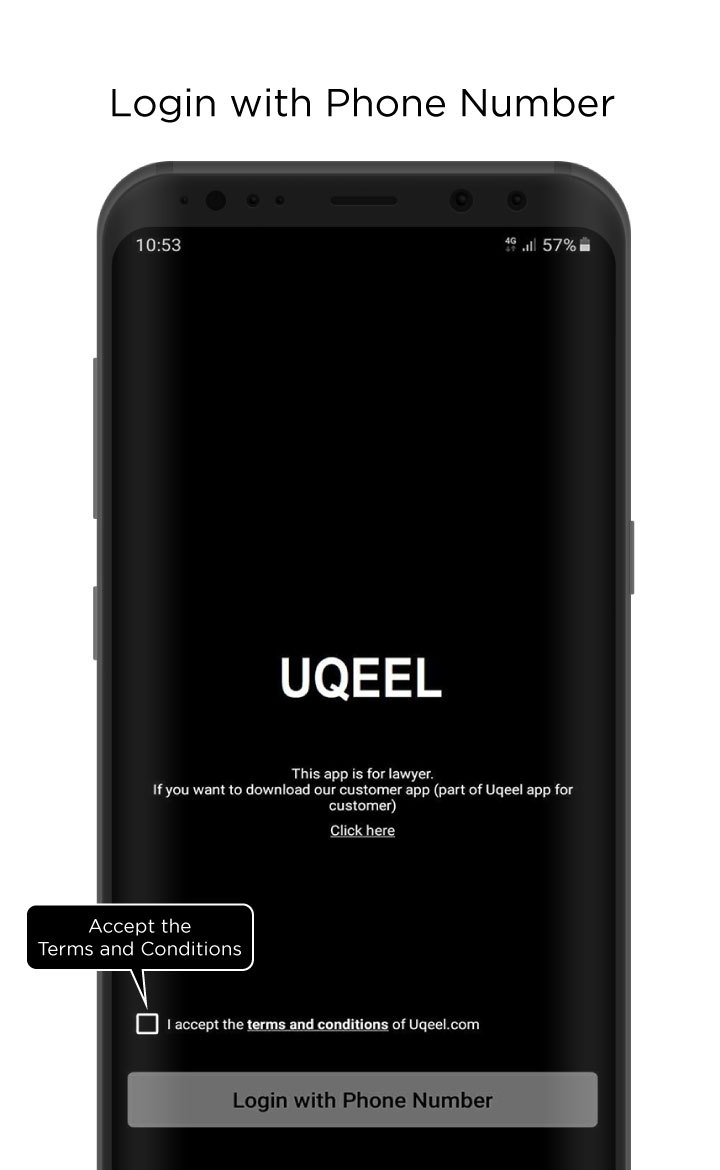 Login with Phone Number
10:53
4G
57%
UQEEL
This app is for lawyer.
If you want to download our customer app (part of Uqeel app for
customer)
Click here
Accept the
Terms and Conditions
I accept the terms and conditions of Uqeel.com
Login with Phone Number